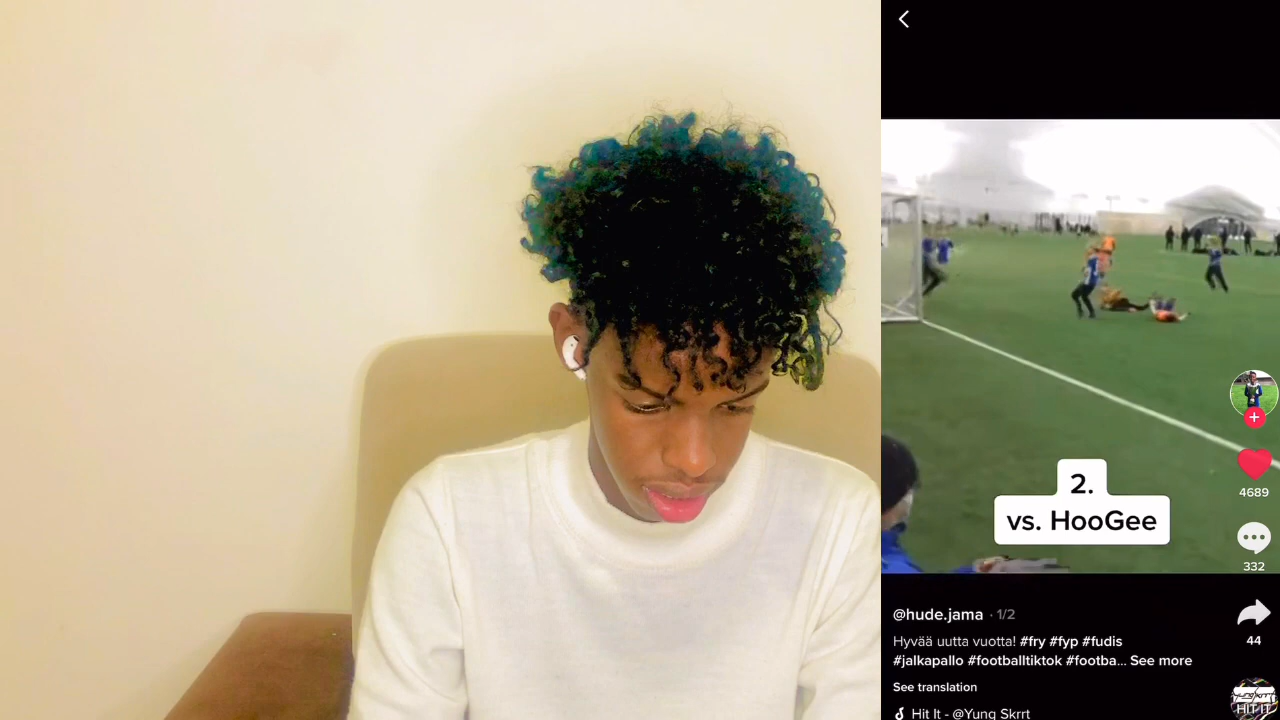 2.
vs. HooGee
4689
332
@hude.jama · 1/2
44
Hyvää uutta vuotta! #fry #fyp #fudis
#jalkapallo #footballtiktok #footba... See more
See translation
Hit It - @Yung Skrrt
HIT IT